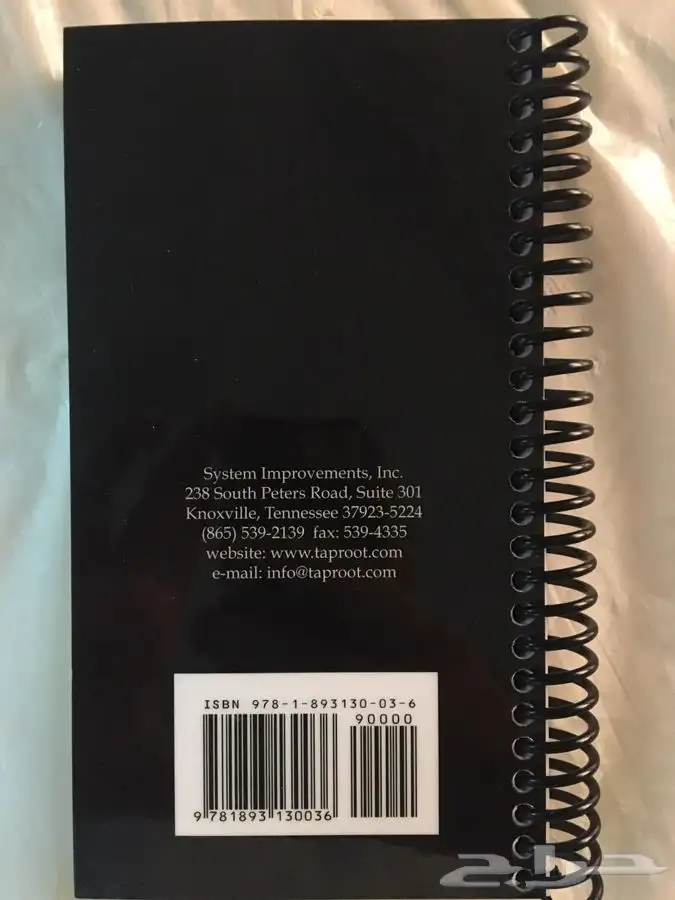 System Improvements, Inc.
238 South Peters Road, Suite 301
Knoxville, Tennessee 37923-5224
(865) 539-2139 fax: 539-4335
website: www.taproot.com
e-mail: info@taproot.com
ISBN 978-1-893130-03-6
90000
9 781893 130036
حراج